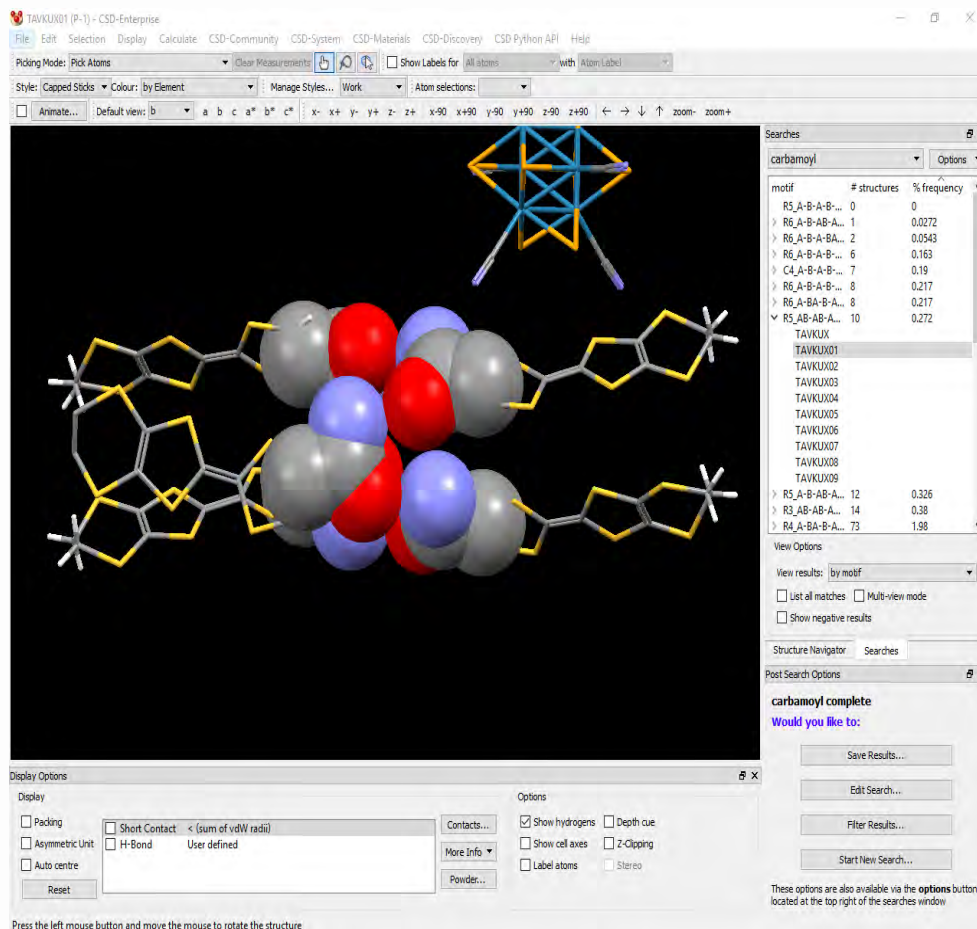 TAVKUX01 (P-1) - CSD-Enterprise
File Edit Selection Display Calculate CSD-Community CSD-System CSD-Materials CSD-Discovery CSD Python API Help
Picking Mode: Pick Atoms Clear Measurements Show Labels for All atoms with Atom Label
Style: Capped Sticks Colour: by Element Manage Styles... Work Atom selections:
Animate... Default view: b a b c a* b* c* x- x+ y- y+ z- z+ x-90 x+90 y-90 y+90 z-90 z+90 ← → ↓ ↑ zoom- zoom+
Searches
carbamoyl Options
motif # structures % frequency
R5_A-B-A-B-... 0 0
R6_A-B-AB-A... 1 0.0272
R6_A-B-A-BA... 2 0.0543
R6_A-B-A-B-... 6 0.163
C4_A-B-A-B-... 7 0.19
R6_A-B-A-B-... 8 0.217
R6_A-BA-B-A... 8 0.217
R5_AB-AB-A... 10 0.272
TAVKUX
TAVKUX01
TAVKUX02
TAVKUX03
TAVKUX04
TAVKUX05
TAVKUX06
TAVKUX07
TAVKUX08
TAVKUX09
R5_A-B-AB-A... 12 0.326
R3_AB-AB-A... 14 0.38
R4_A-BA-B-A... 73 1.98
View Options
View results: by motif
List all matches Multi-view mode
Show negative results
Structure Navigator Searches
Post Search Options
carbamoyl complete
Would you like to:
Save Results...
Edit Search...
Filter Results...
Start New Search...
These options are also available via the options button
located at the top right of the searches window
Display Options
Display Options
Packing Short Contact < (sum of vdW radii) Contacts... Show hydrogens Depth cue
Asymmetric Unit H-Bond User defined More Info Show cell axes Z-Clipping
Auto centre Label atoms Stereo
Reset Powder...
Press the left mouse button and move the mouse to rotate the structure